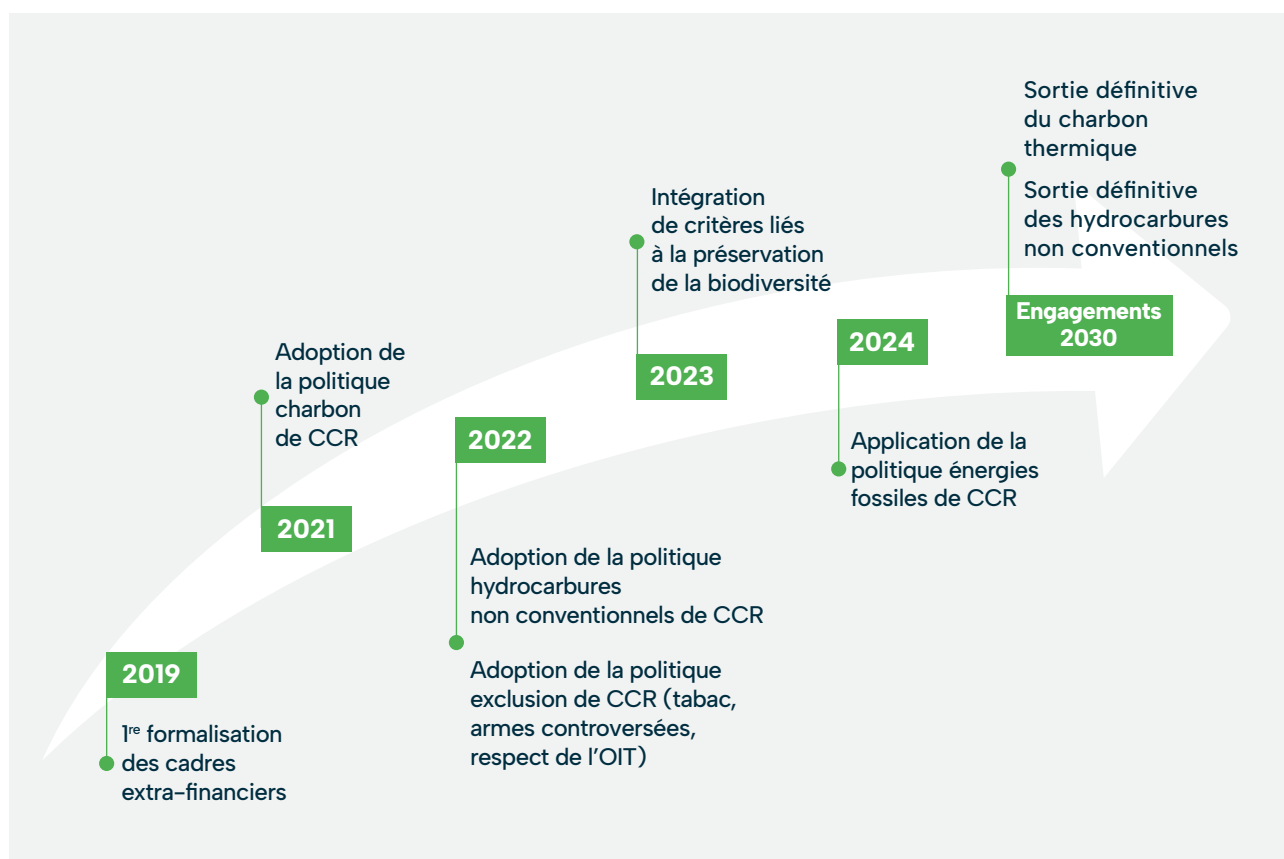 2019
1re formalisation
des cadres
extra-financiers
Adoption de
la politique
charbon
de CCR
2021
2022
Adoption de la politique
hydrocarbures
non conventionnels de CCR
Adoption de la politique
exclusion de CCR (tabac,
armes controversées,
respect de l’OIT)
Intégration
de critères liés
à la préservation
de la biodiversité
2023
2024
Application de la
politique énergies
fossiles de CCR
Sortie définitive
du charbon
thermique
Sortie définitive
des hydrocarbures
non conventionnels
Engagements
2030